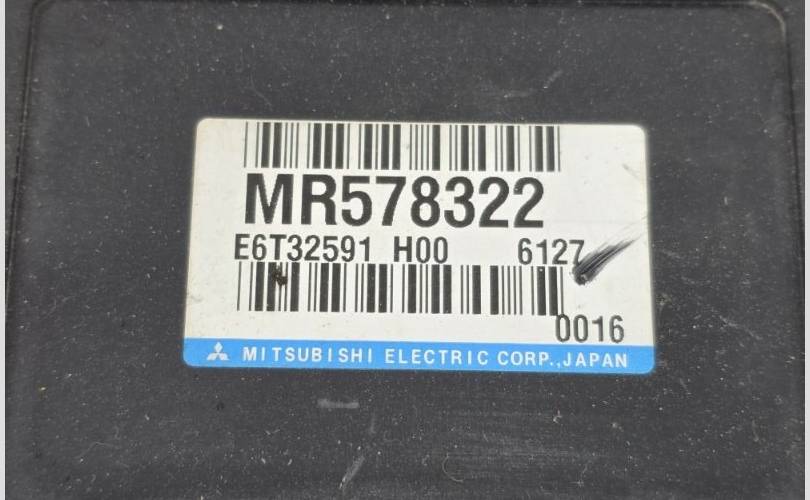 MR578322
E6T32591 H00 6127
0016
MITSUBISHI ELECTRIC CORP.,JAPAN